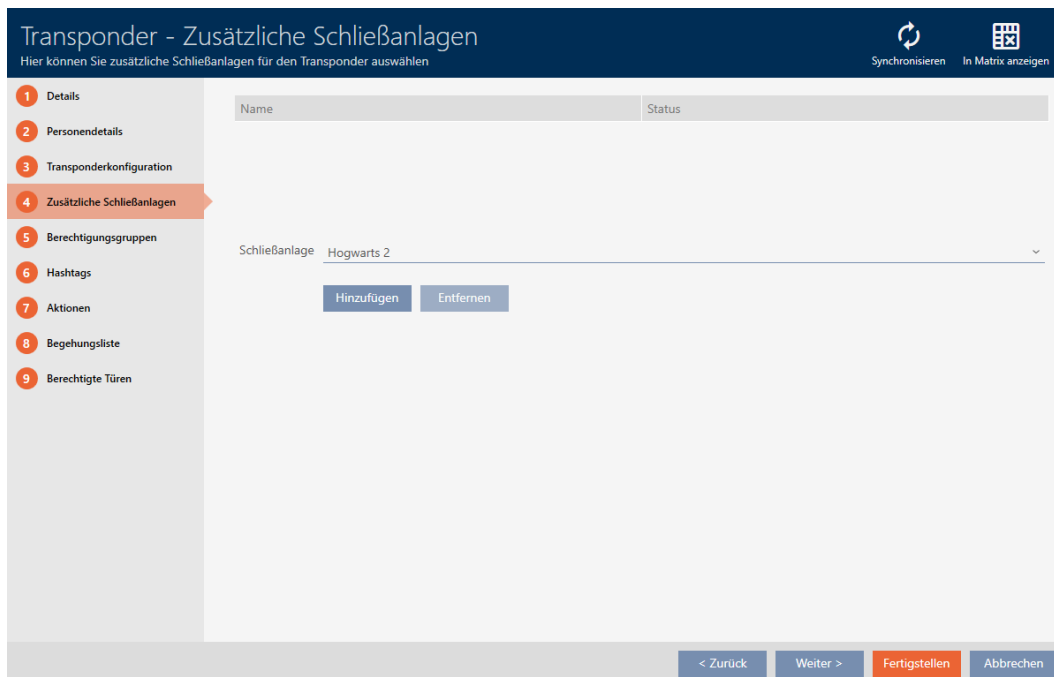 Transponder - Zusätzliche Schließanlagen
Hier können Sie zusätzliche Schließanlagen für den Transponder auswählen
Synchronisieren
In Matrix anzeigen
1 Details
2 Personendetails
3 Transponderkonfiguration
4 Zusätzliche Schließanlagen
5 Berechtigungsgruppen
6 Hashtags
7 Aktionen
8 Begehungsliste
9 Berechtigte Türen
Name Status
Schließanlage Hogwarts 2
Hinzufügen Entfernen
< Zurück Weiter > Fertigstellen Abbrechen